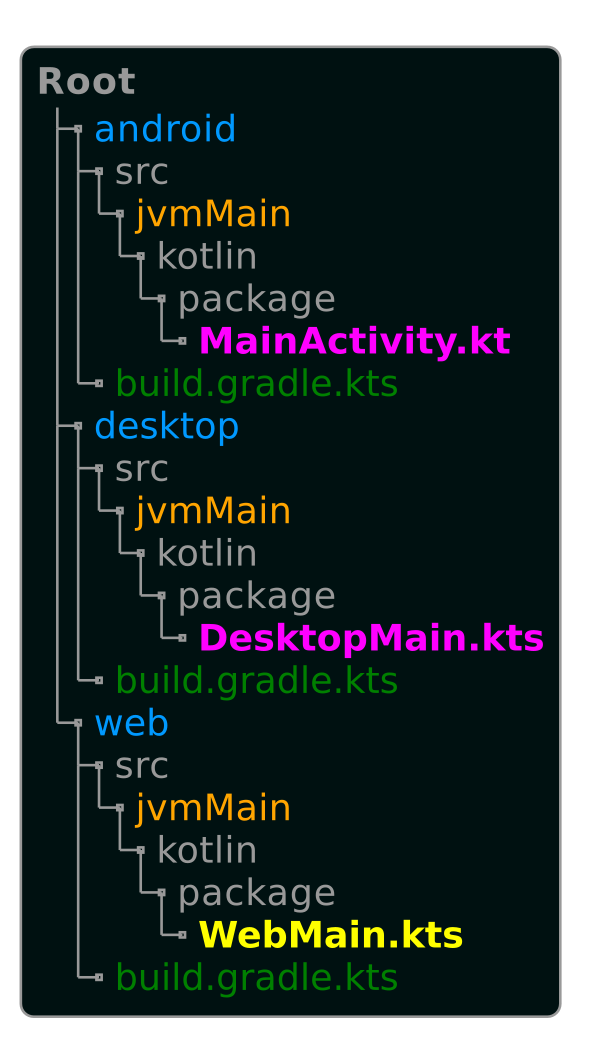 Root
android
src
jvmMain
kotlin
package
MainActivity.kt
build.gradle.kts
desktop
src
jvmMain
kotlin
package
DesktopMain.kts
build.gradle.kts
web
src
jvmMain
kotlin
package
WebMain.kts
build.gradle.kts